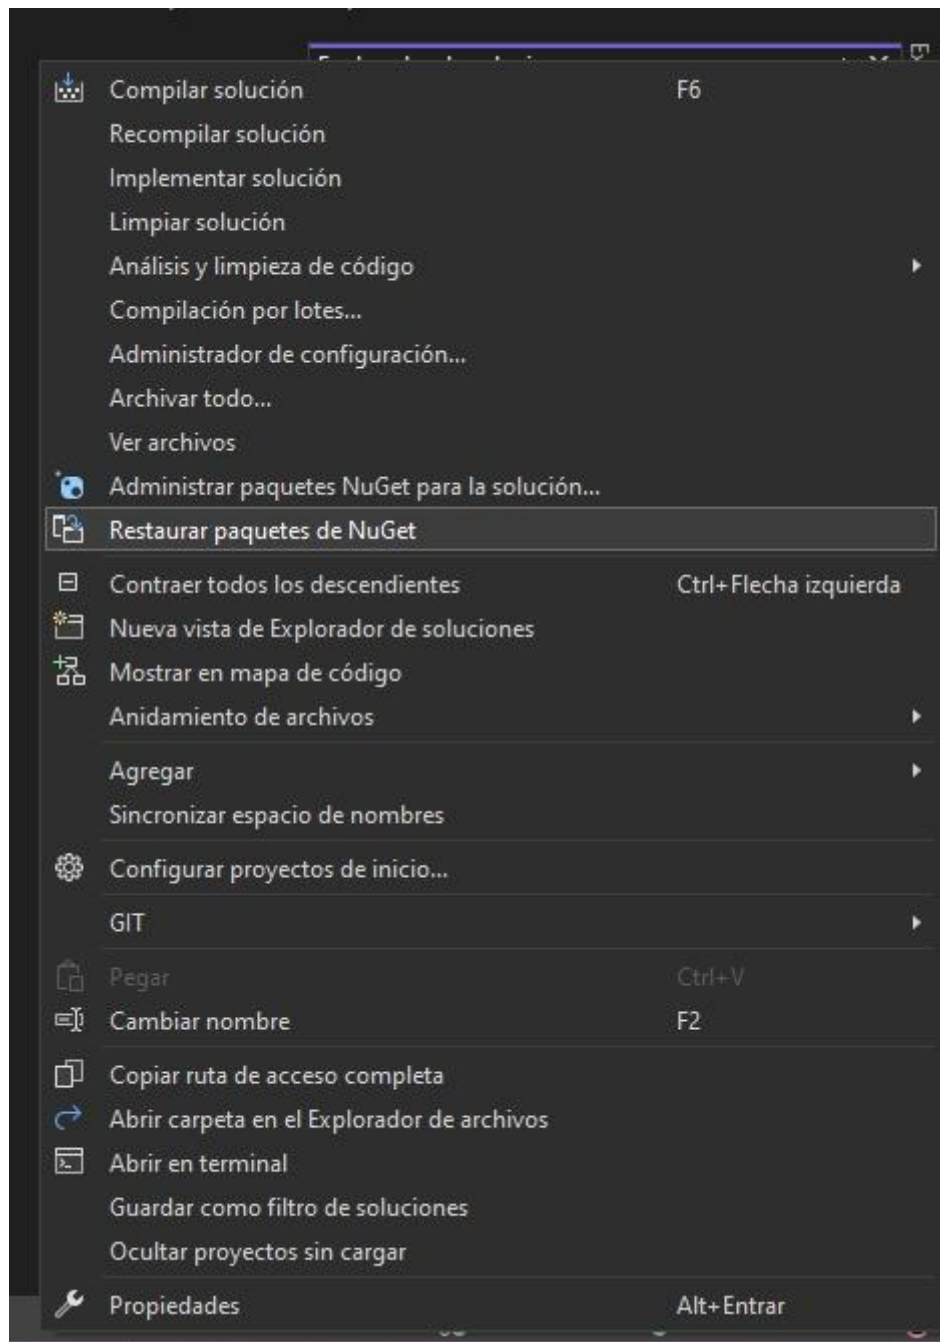 Compilar solución F6
Recompilar solución
Implementar solución
Limpiar solución
Análisis y limpieza de código
Compilación por lotes...
Administrador de configuración...
Archivar todo...
Ver archivos
Administrar paquetes NuGet para la solución...
Restaurar paquetes de NuGet
Contraer todos los descendientes Ctrl+Flecha izquierda
Nueva vista de Explorador de soluciones
Mostrar en mapa de código
Anidamiento de archivos
Agregar
Sincronizar espacio de nombres
Configurar proyectos de inicio...
GIT
Pegar Ctrl+V
Cambiar nombre F2
Copiar ruta de acceso completa
Abrir carpeta en el Explorador de archivos
Abrir en terminal
Guardar como filtro de soluciones
Ocultar proyectos sin cargar
Propiedades Alt+Entrar